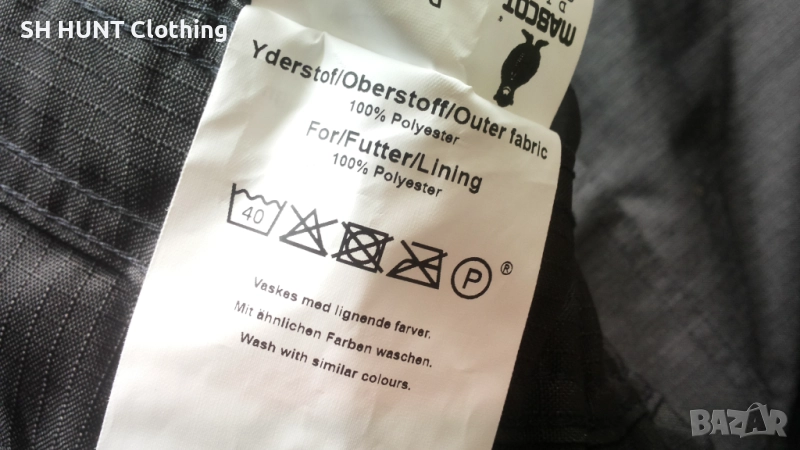 SH HUNT Clothing
MASCOT
Yderstof/Oberstoff/Outer fabric
100% Polyester
For/Futter/Lining
100% Polyester
40
P ®
Vaskes med lignende farver.
Mit ähnlichen Farben waschen.
Wash with similar colours.
BAZAR